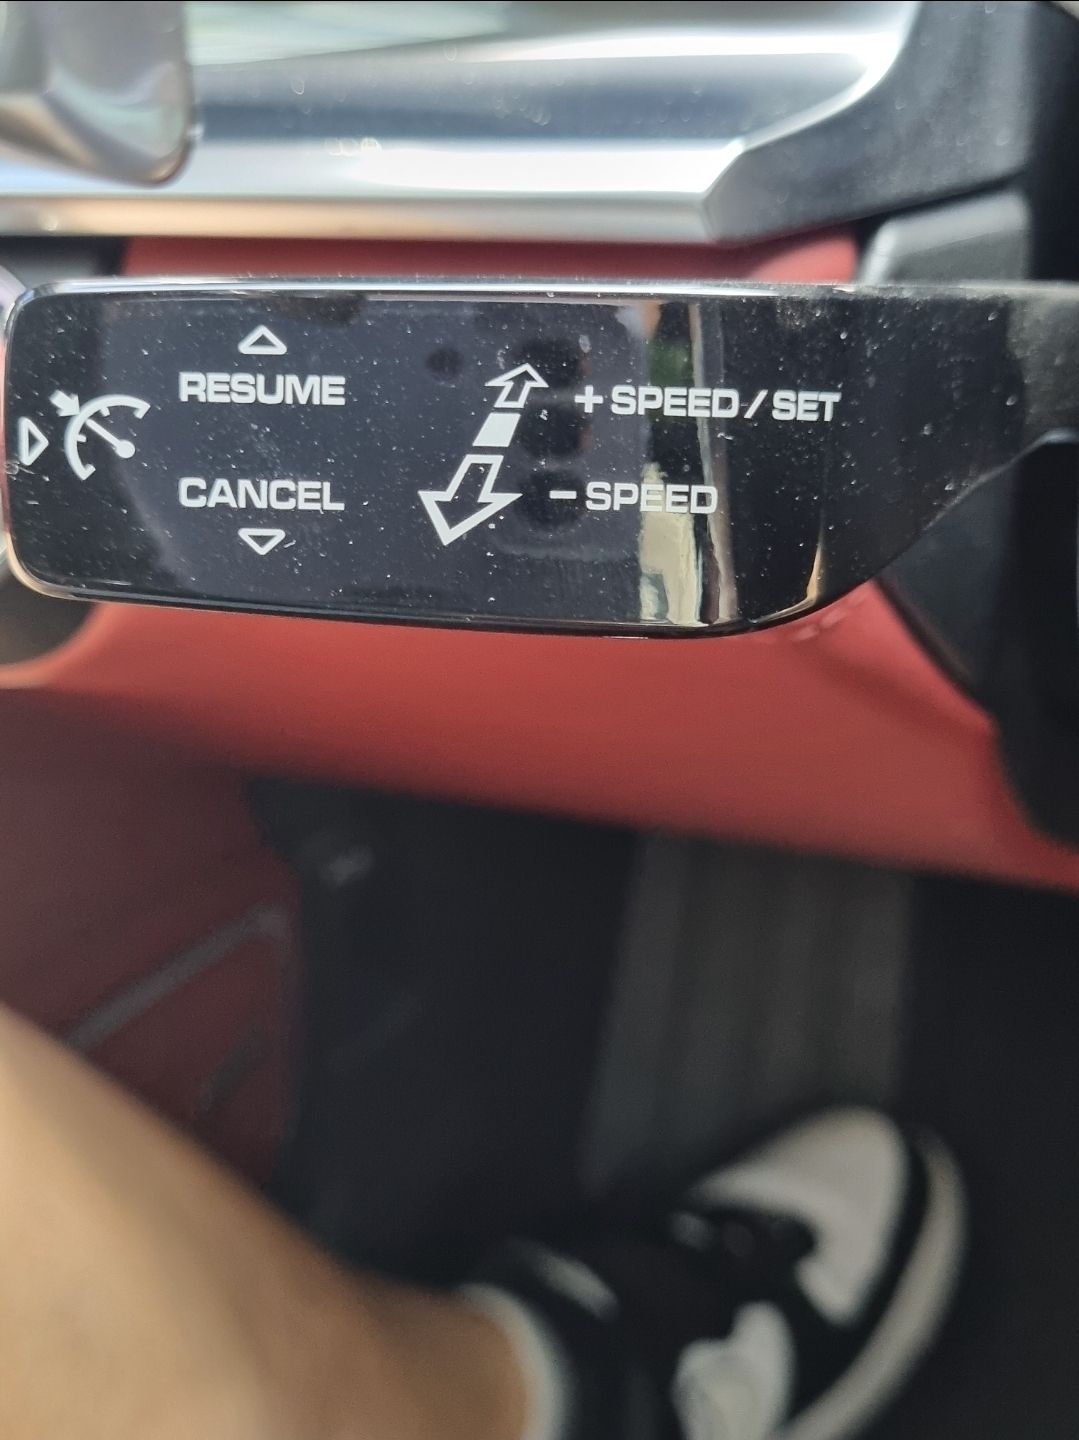 RESUME
+ SPEED / SET
CANCEL
- SPEED